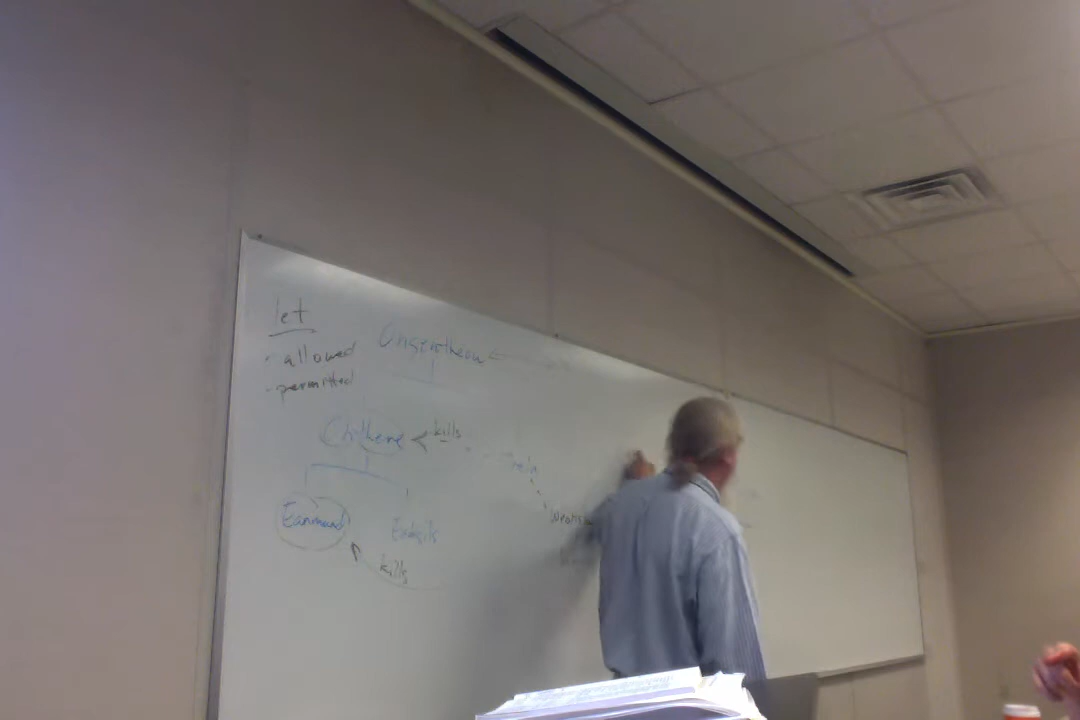 let
- allowed
- permitted
Ongentheow
Ohthere
kills
Eanmund
Eadgils
kills